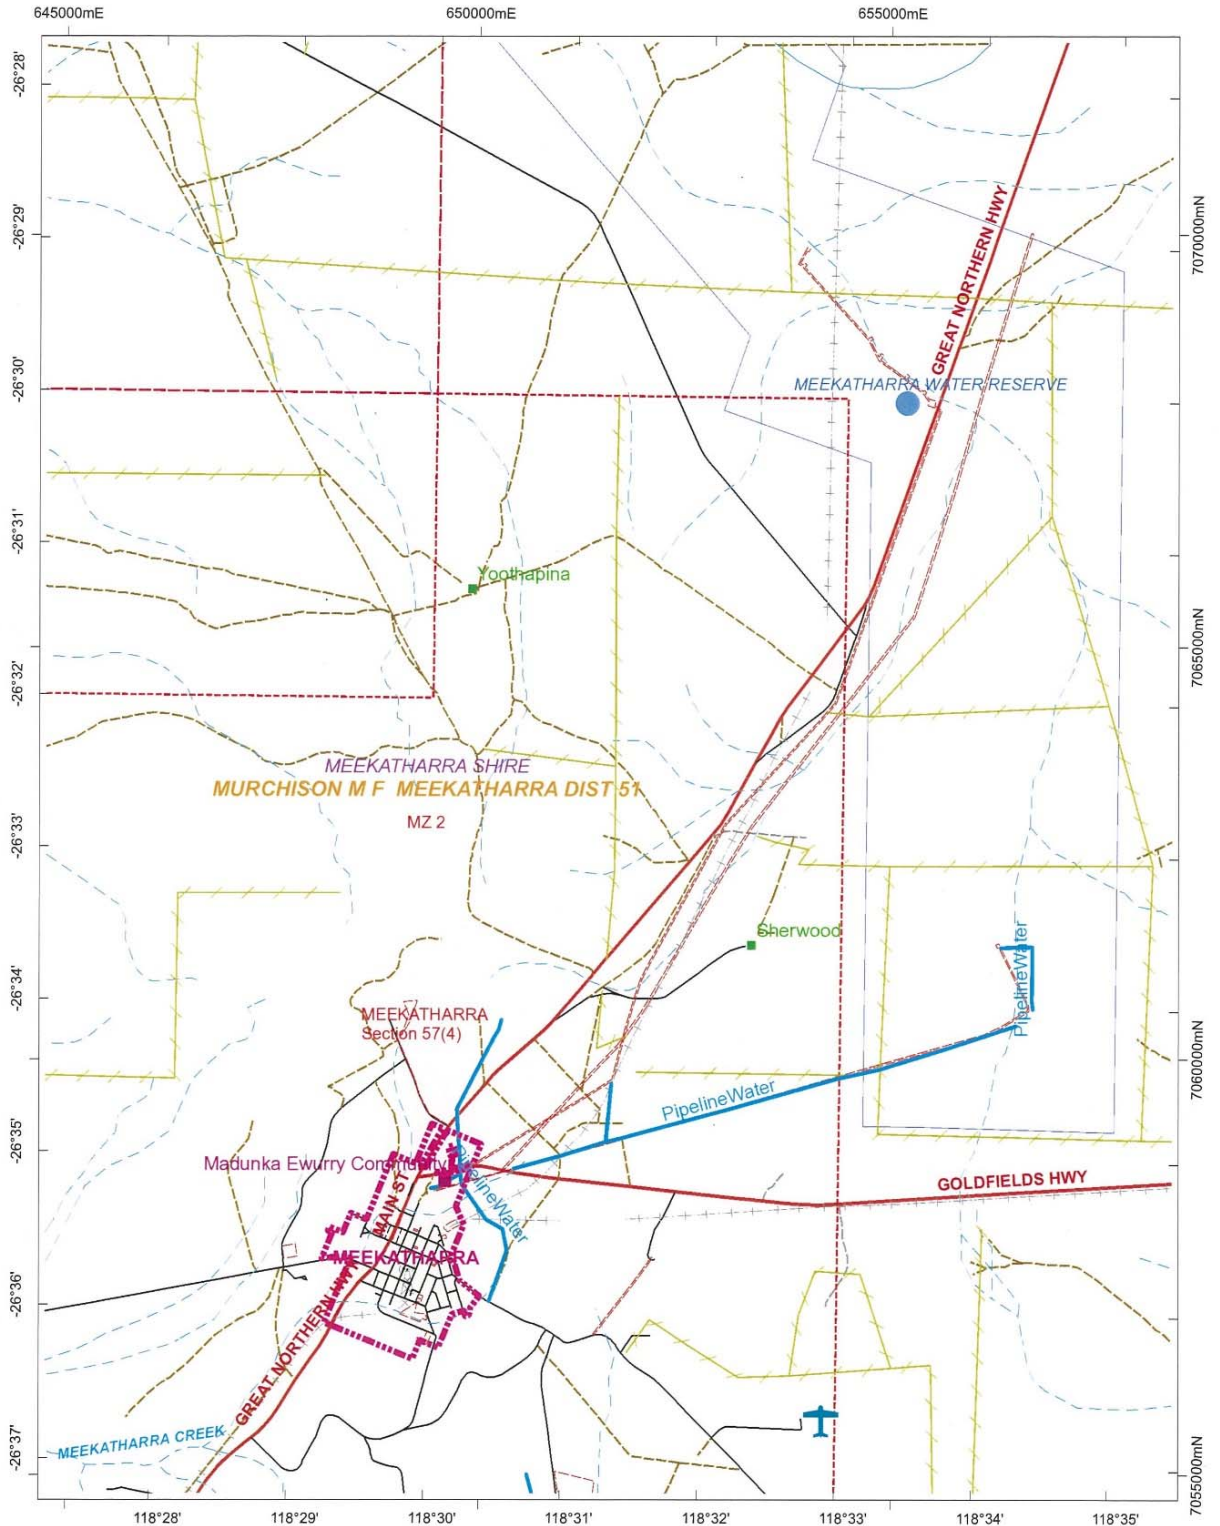 645000mE 650000mE 655000mE
-26°28'
-26°29'
7070000mN
GREAT NORTHERN HWY
-26°30'
MEEKATHARRA WATER RESERVE
-26°31'
Yoothapina
7065000mN
-26°32'
MEEKATHARRA SHIRE
MURCHISON M F MEEKATHARRA DIST 51
MZ 2
-26°33'
Sherwood
PipelineWater
-26°34'
MEEKATHARRA
Section 57(4)
7060000mN
PipelineWater
-26°35'
Madunka Ewurry Community
PipelineWater
MAIN ST
GOLDFIELDS HWY
MEEKATHARRA
-26°36'
GREAT NORTHERN HWY
MEEKATHARRA CREEK
-26°37'
7055000mN
118°28' 118°29' 118°30' 118°31' 118°32' 118°33' 118°34' 118°35'